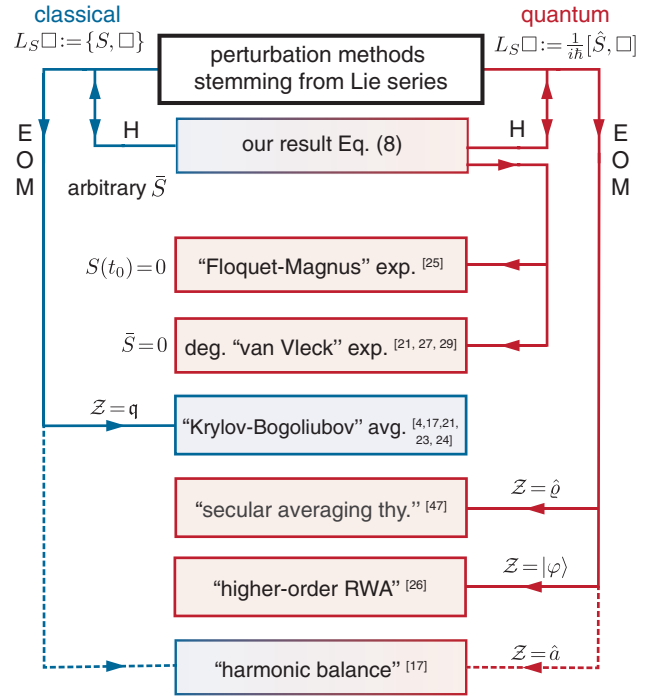 classical
quantum
L_S□:={S,□}
L_S□:=1/iħ[Ŝ,□]
perturbation methods
stemming from Lie series
E
O
M
H
our result Eq. (8)
H
E
O
M
arbitrary S̄
S(t₀)=0
“Floquet-Magnus” exp. [25]
S̄=0
deg. “van Vleck” exp. [21, 27, 29]
𝒵=𝔮
“Krylov-Bogoliubov” avg. [4,17,21,
23, 24]
“secular averaging thy.” [47]
𝒵=ϱ̂
“higher-order RWA” [26]
𝒵=|φ⟩
“harmonic balance” [17]
𝒵=â